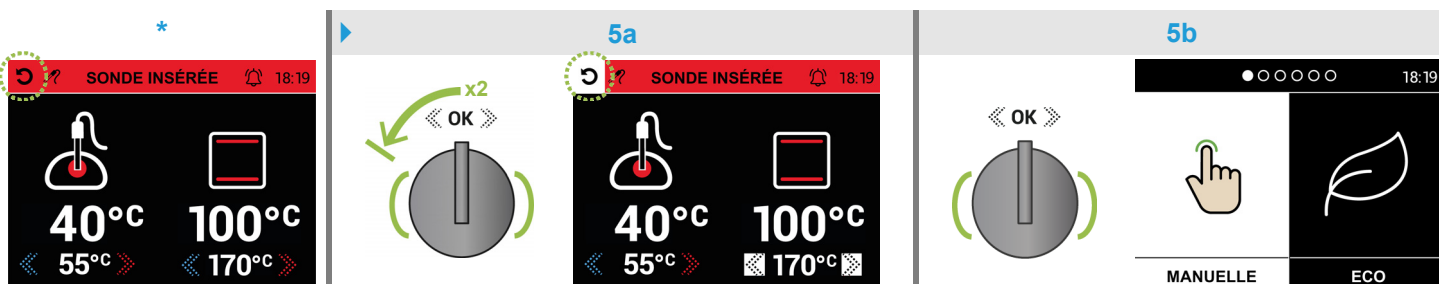 *
5a
5b
SONDE INSÉRÉE 18:19
40°C 100°C
55°C 170°C
x2
OK
SONDE INSÉRÉE 18:19
40°C 100°C
55°C 170°C
OK
18:19
MANUELLE ECO